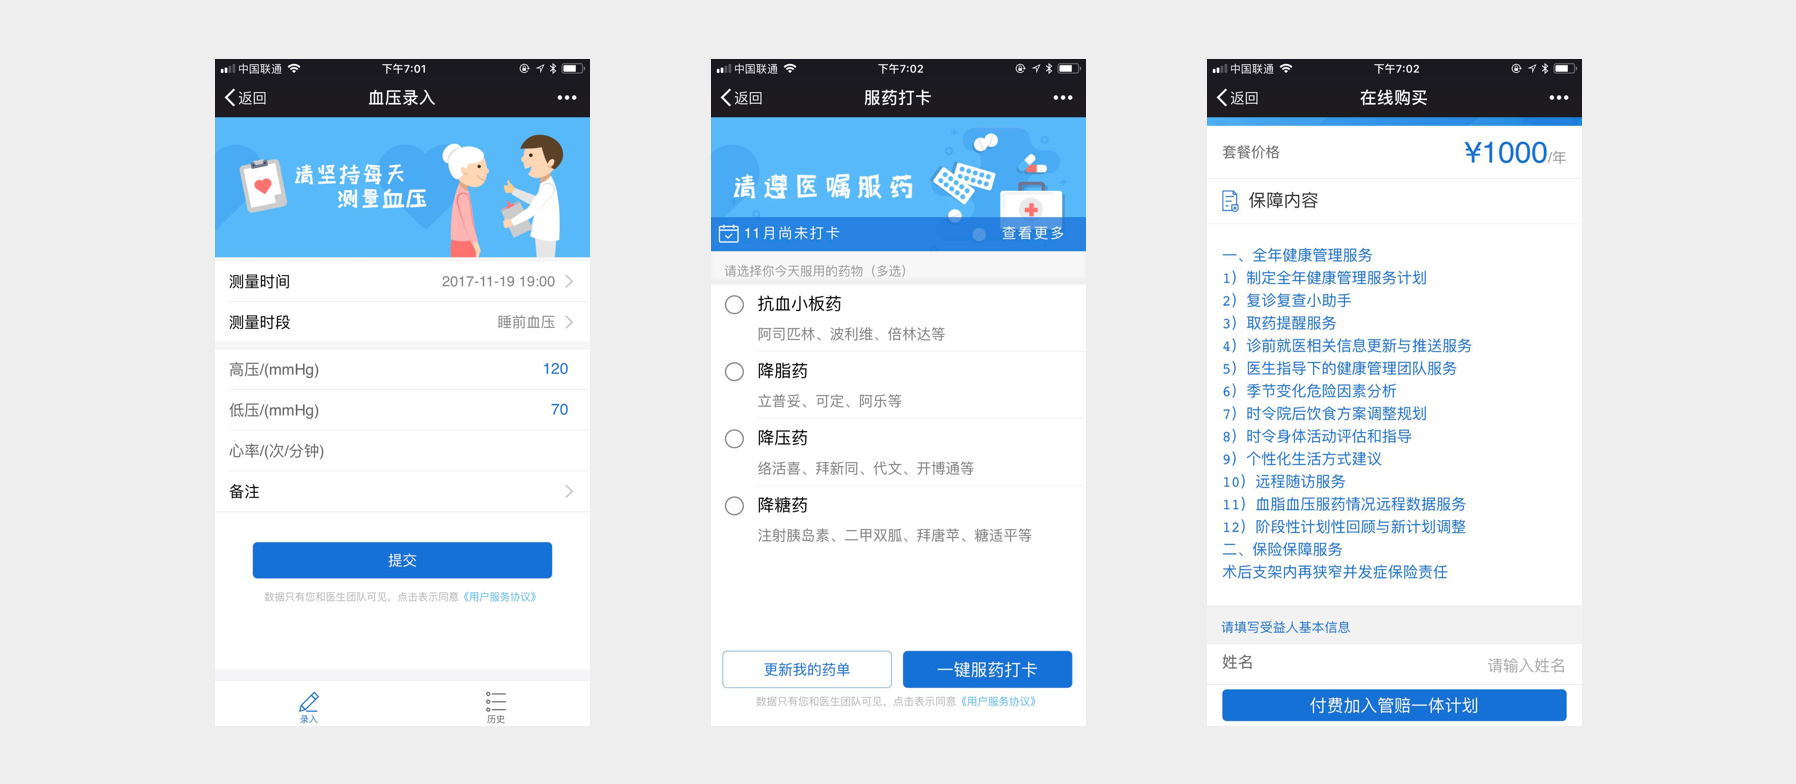 中国联通
下午7:01
返回
血压录入
请坚持每天
测量血压
测量时间
2017-11-19 19:00
测量时段
睡前血压
高压/(mmHg)
120
低压/(mmHg)
70
心率/(次/分钟)
备注
提交
数据只有您和医生团队可见，点击表示同意《用户服务协议》
录入
历史
中国联通
下午7:02
返回
服药打卡
请遵医嘱服药
11月尚未打卡
查看更多
请选择你今天服用的药物（多选）
抗血小板药
阿司匹林、波利维、倍林达等
降脂药
立普妥、可定、阿乐等
降压药
络活喜、拜新同、代文、开博通等
降糖药
注射胰岛素、二甲双胍、拜唐苹、糖适平等
更新我的药单
一键服药打卡
数据只有您和医生团队可见，点击表示同意《用户服务协议》
中国联通
下午7:02
返回
在线购买
套餐价格
¥1000/年
保障内容
一、全年健康管理服务
1）制定全年健康管理服务计划
2）复诊复查小助手
3）取药提醒服务
4）诊前就医相关信息更新与推送服务
5）医生指导下的健康管理团队服务
6）季节变化危险因素分析
7）时令院后饮食方案调整规划
8）时令身体活动评估和指导
9）个性化生活方式建议
10）远程随访服务
11）血脂血压服药情况远程数据服务
12）阶段性计划性回顾与新计划调整
二、保险保障服务
术后支架内再狭窄并发症保险责任
请填写受益人基本信息
姓名
请输入姓名
付费加入管赔一体计划